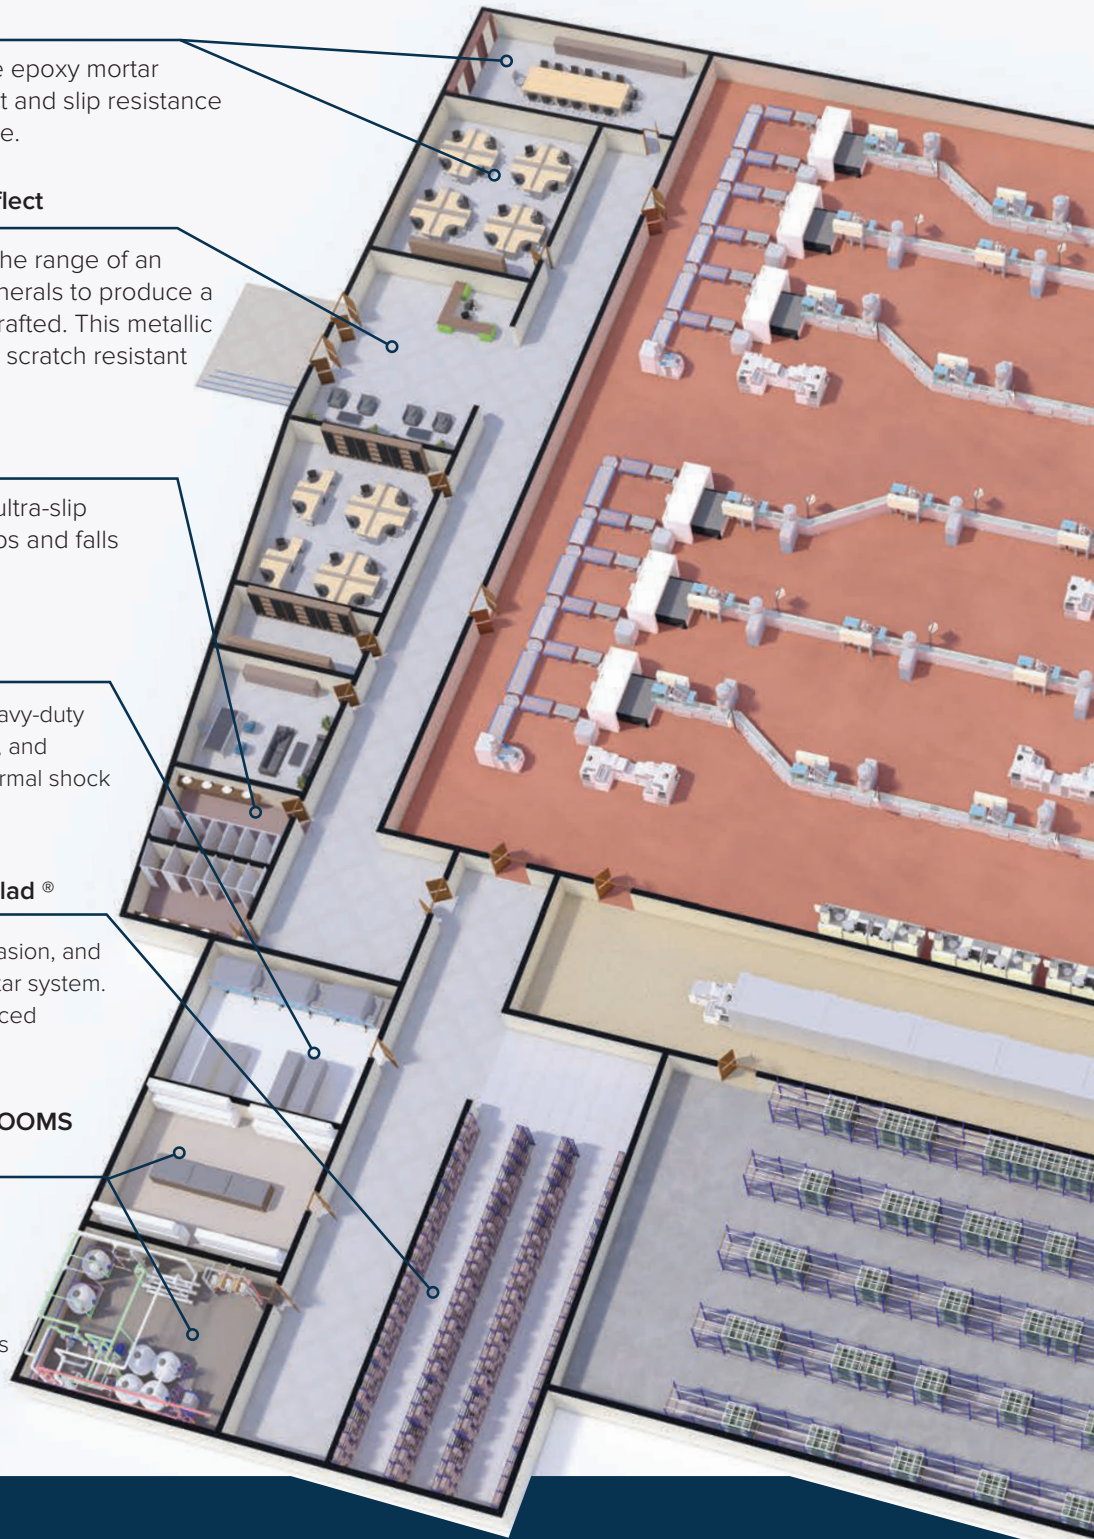 e epoxy mortar
t and slip resistance
e.
flect
he range of an
nerals to produce a
rafted. This metallic
scratch resistant
ultra-slip
os and falls
avy-duty
, and
rmal shock
lad ®
asion, and
tar system.
ced
OOMS
s